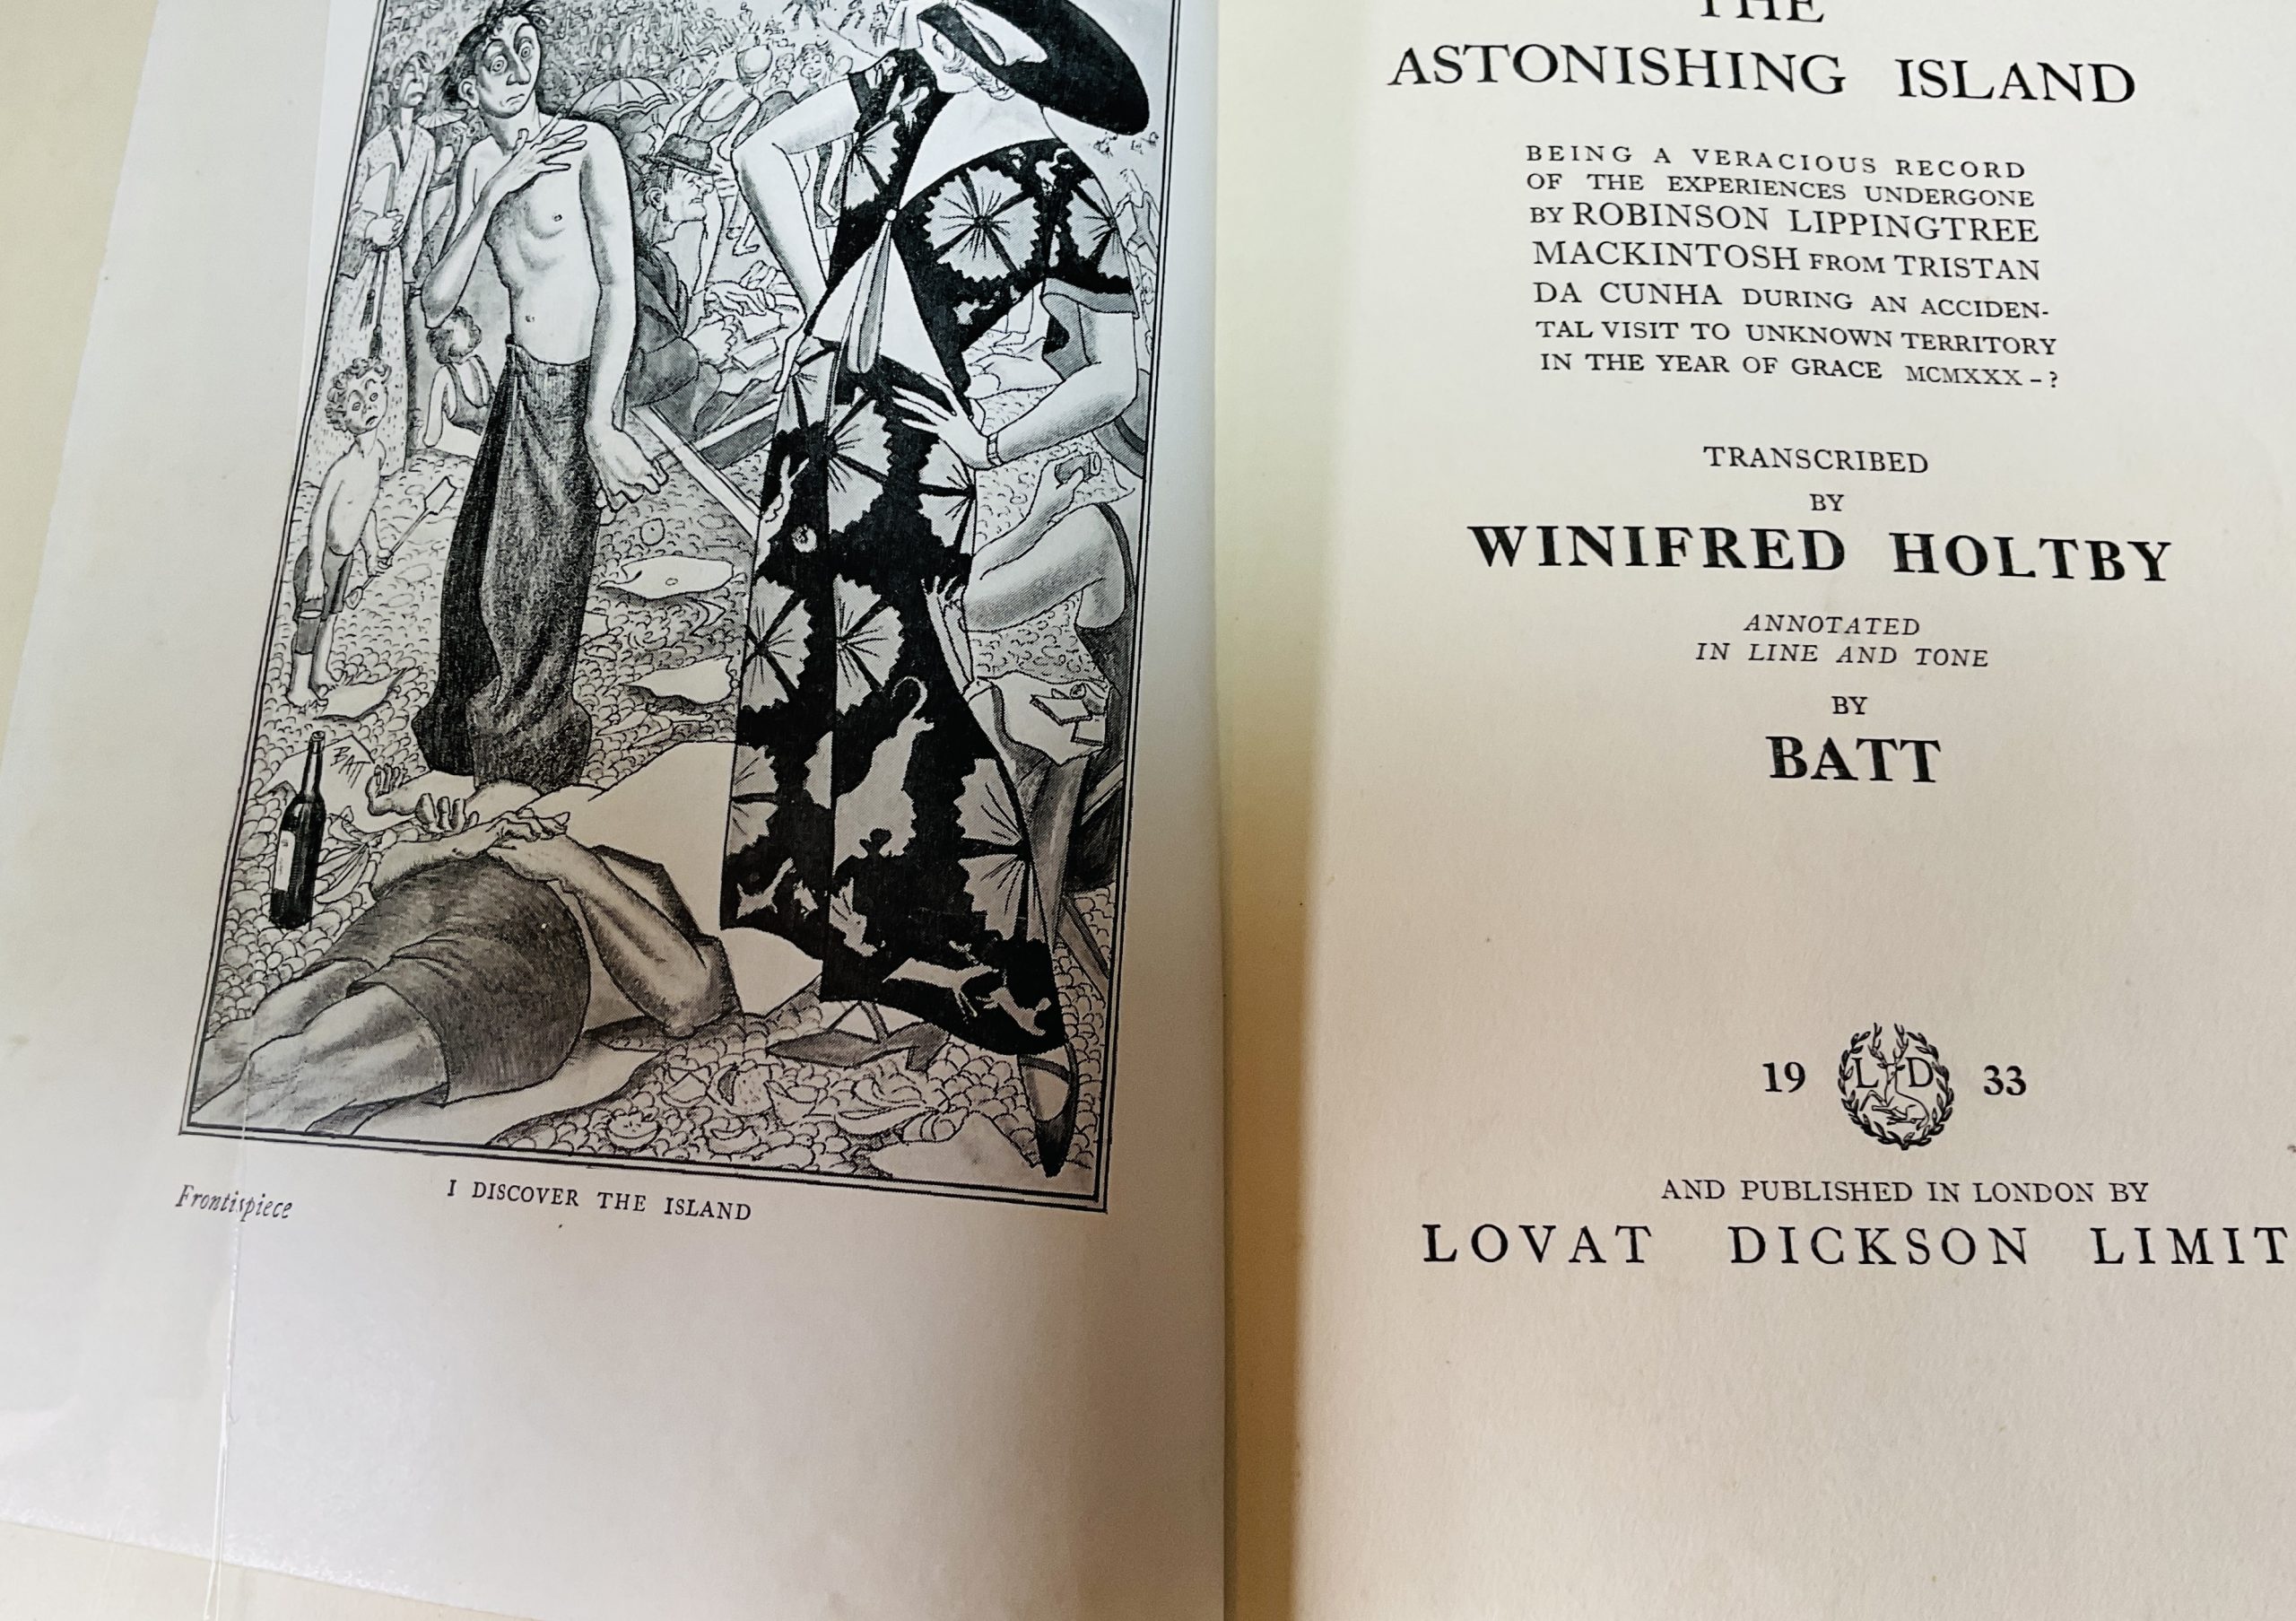 BATT
Frontispiece
I DISCOVER THE ISLAND
THE
ASTONISHING ISLAND
BEING A VERACIOUS RECORD
OF THE EXPERIENCES UNDERGONE
BY ROBINSON LIPPINGTREE
MACKINTOSH FROM TRISTAN
DA CUNHA DURING AN ACCIDEN-
TAL VISIT TO UNKNOWN TERRITORY
IN THE YEAR OF GRACE MCMXXX – ?
TRANSCRIBED
BY
WINIFRED HOLTBY
ANNOTATED
IN LINE AND TONE
BY
BATT
19 L D 33
AND PUBLISHED IN LONDON BY
LOVAT DICKSON LIMIT